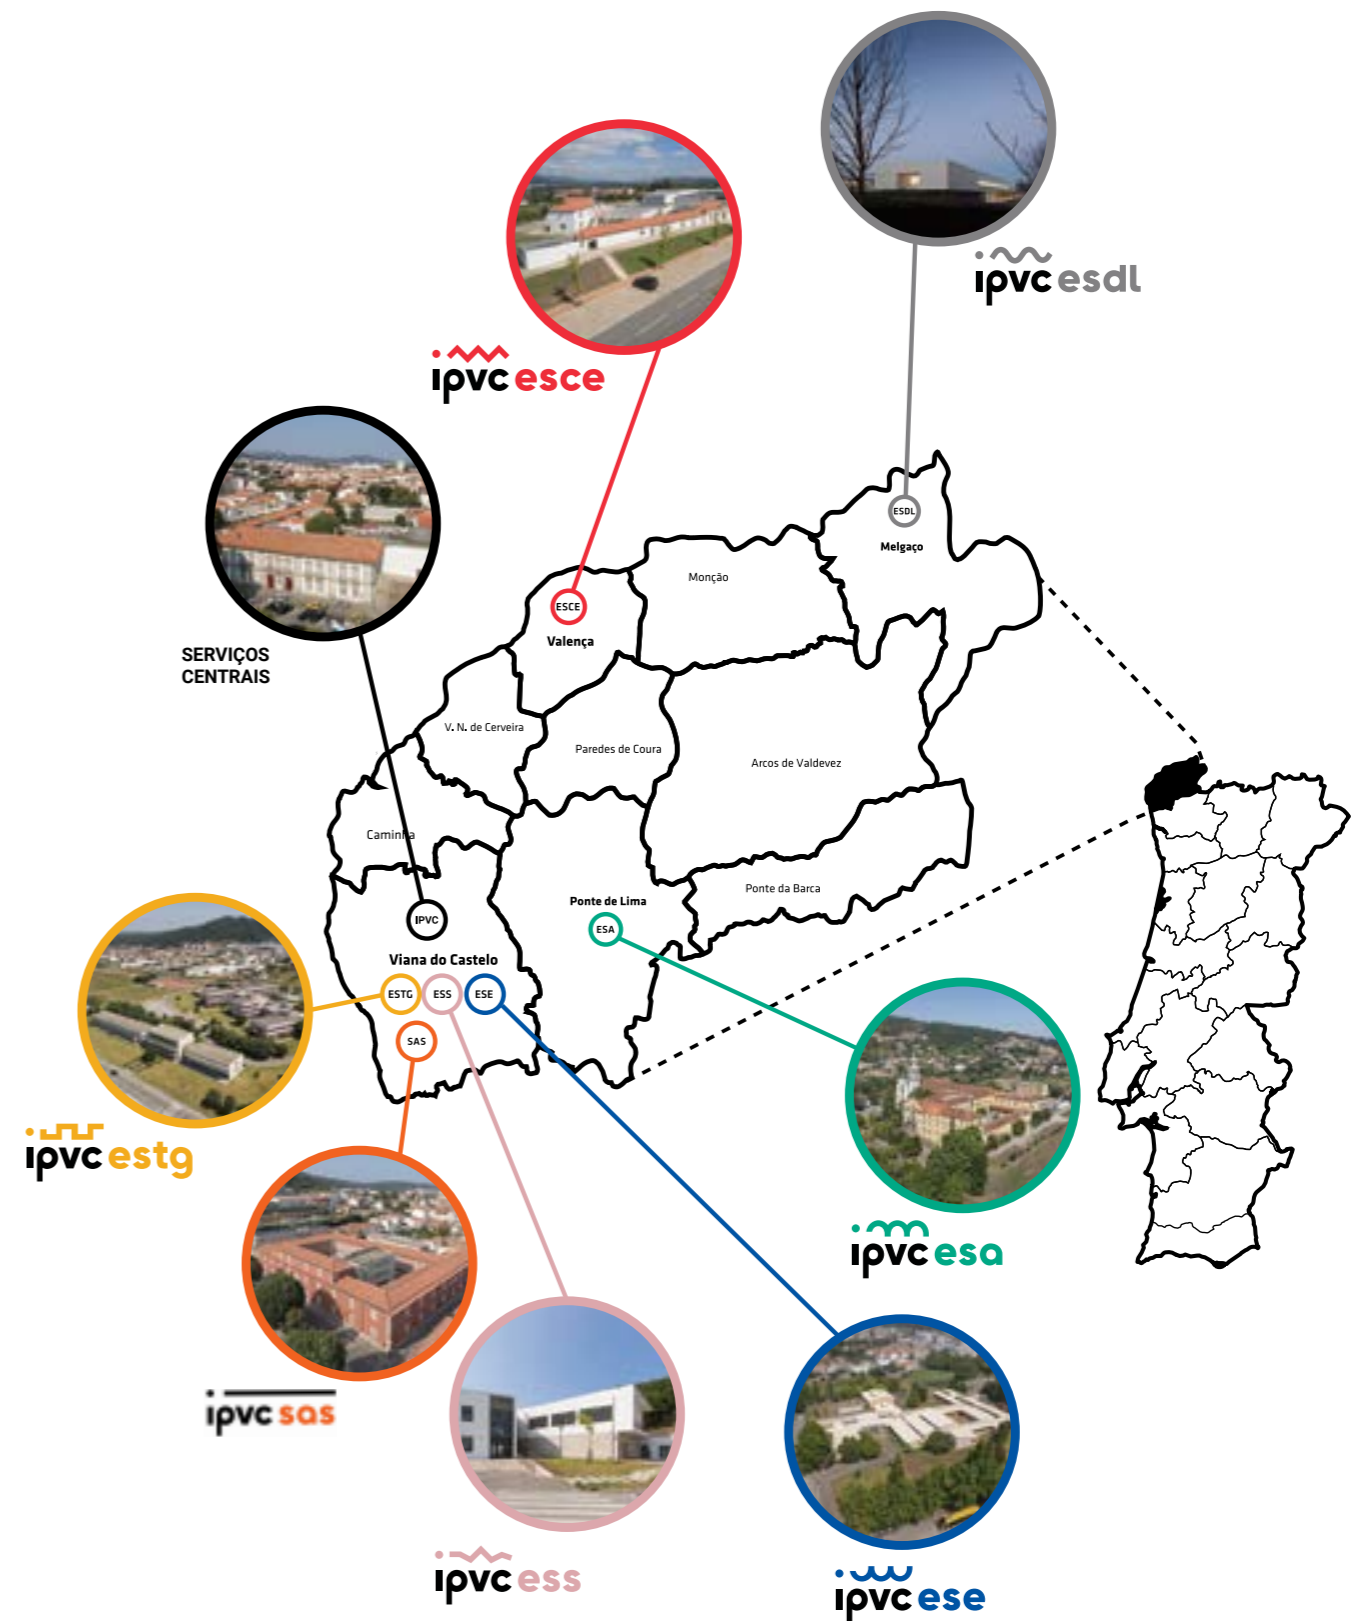 ipvc esdl
ipvc esce
SERVIÇOS
CENTRAIS
ESDL
Melgaço
Monção
ESCE
Valença
V. N. de Cerveira
Paredes de Coura
Arcos de Valdevez
Caminha
Ponte da Barca
Ponte de Lima
ESA
IPVC
Viana do Castelo
ESTG
ESS
ESE
SAS
ipvc estg
ipvc esa
ipvc sas
ipvc ess
ipvc ese